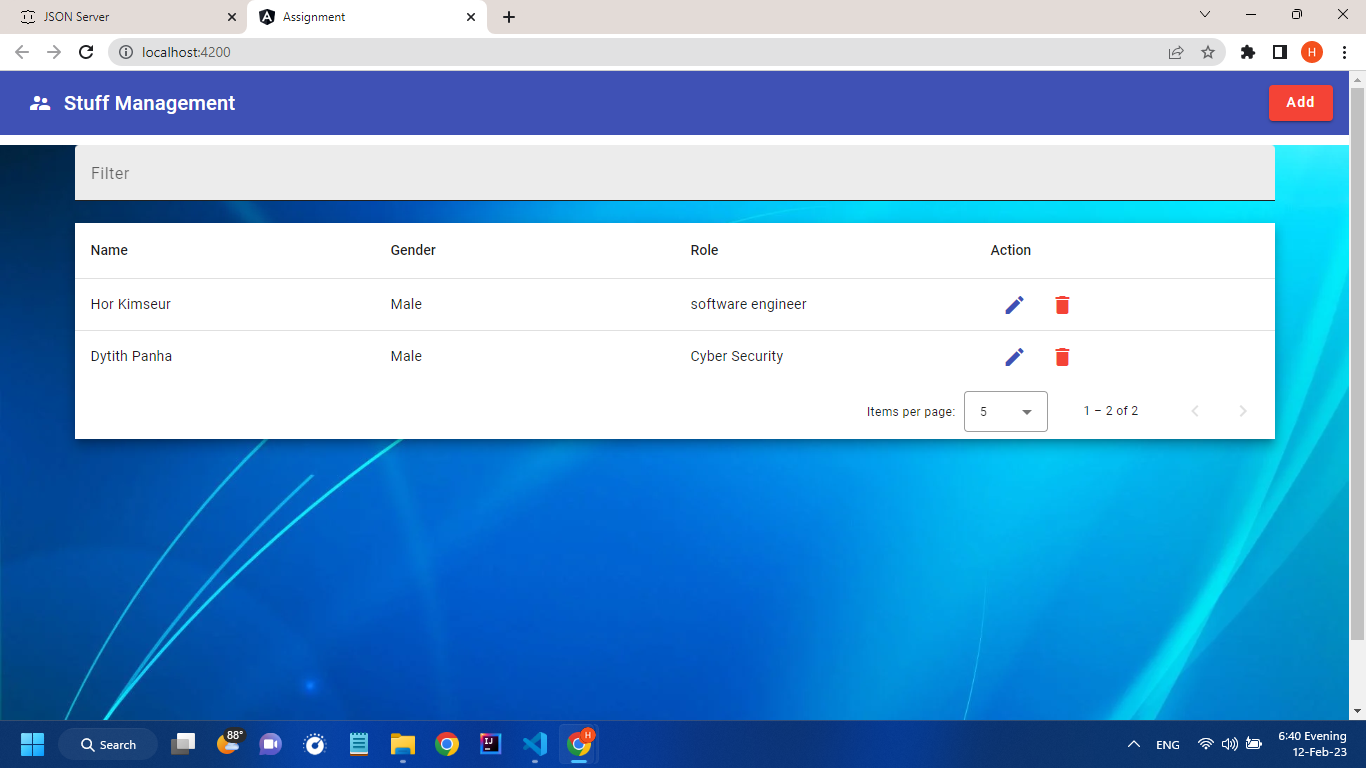 JSON Server
Assignment
localhost:4200
H
Stuff Management
Add
Filter
Name Gender Role Action
Hor Kimseur Male software engineer
Dytith Panha Male Cyber Security
Items per page: 5 1 – 2 of 2
88°
Search
H
ENG
6:40 Evening
12-Feb-23